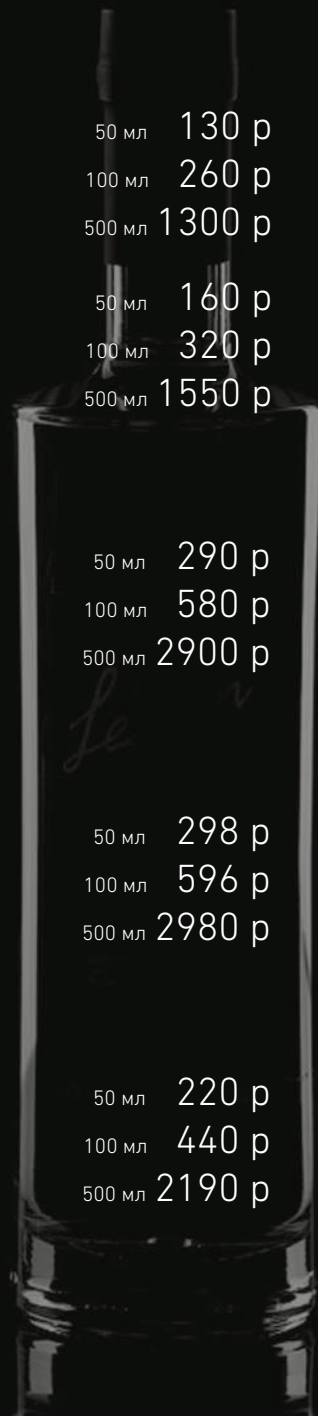 50 мл 130 р
100 мл 260 р
500 мл 1300 р
50 мл 160 р
100 мл 320 р
500 мл 1550 р
50 мл 290 р
100 мл 580 р
500 мл 2900 р
50 мл 298 р
100 мл 596 р
500 мл 2980 р
50 мл 220 р
100 мл 440 р
500 мл 2190 р